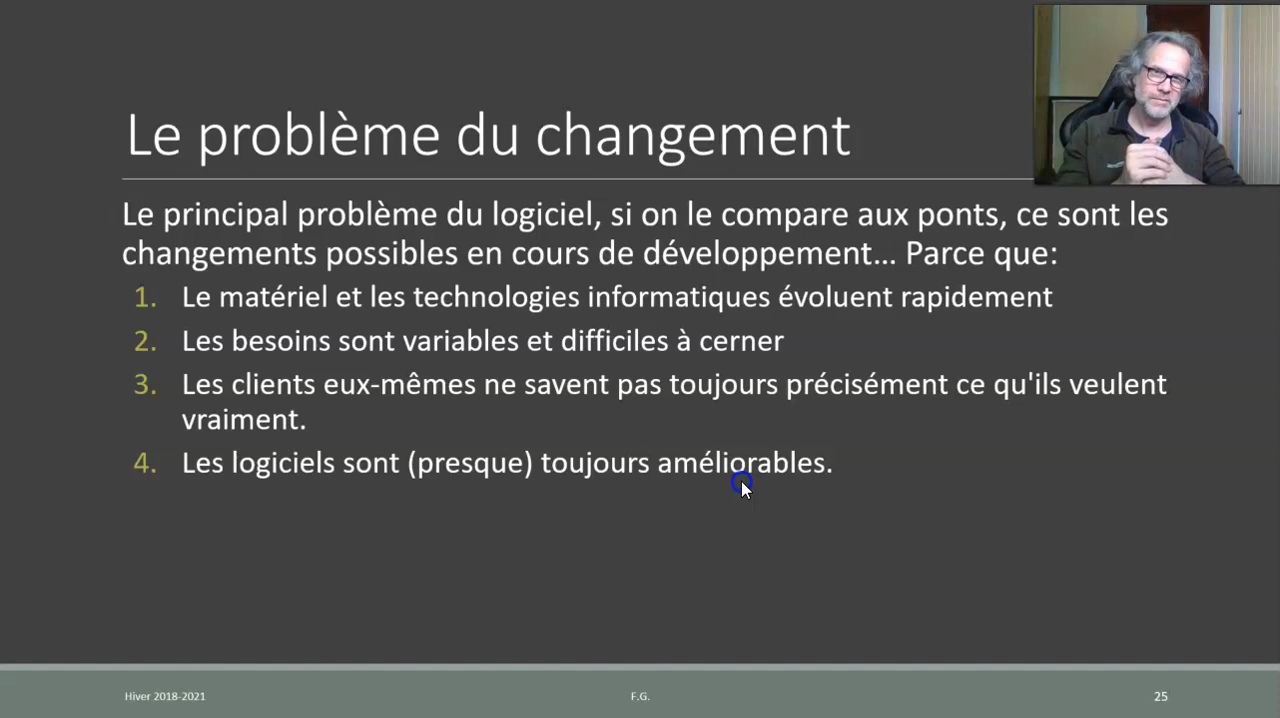 Le problème du changement
Le principal problème du logiciel, si on le compare aux ponts, ce sont les
changements possibles en cours de développement... Parce que:
1. Le matériel et les technologies informatiques évoluent rapidement
2. Les besoins sont variables et difficiles à cerner
3. Les clients eux-mêmes ne savent pas toujours précisément ce qu'ils veulent
vraiment.
4. Les logiciels sont (presque) toujours améliorables.
Hiver 2018-2021
F.G.
25